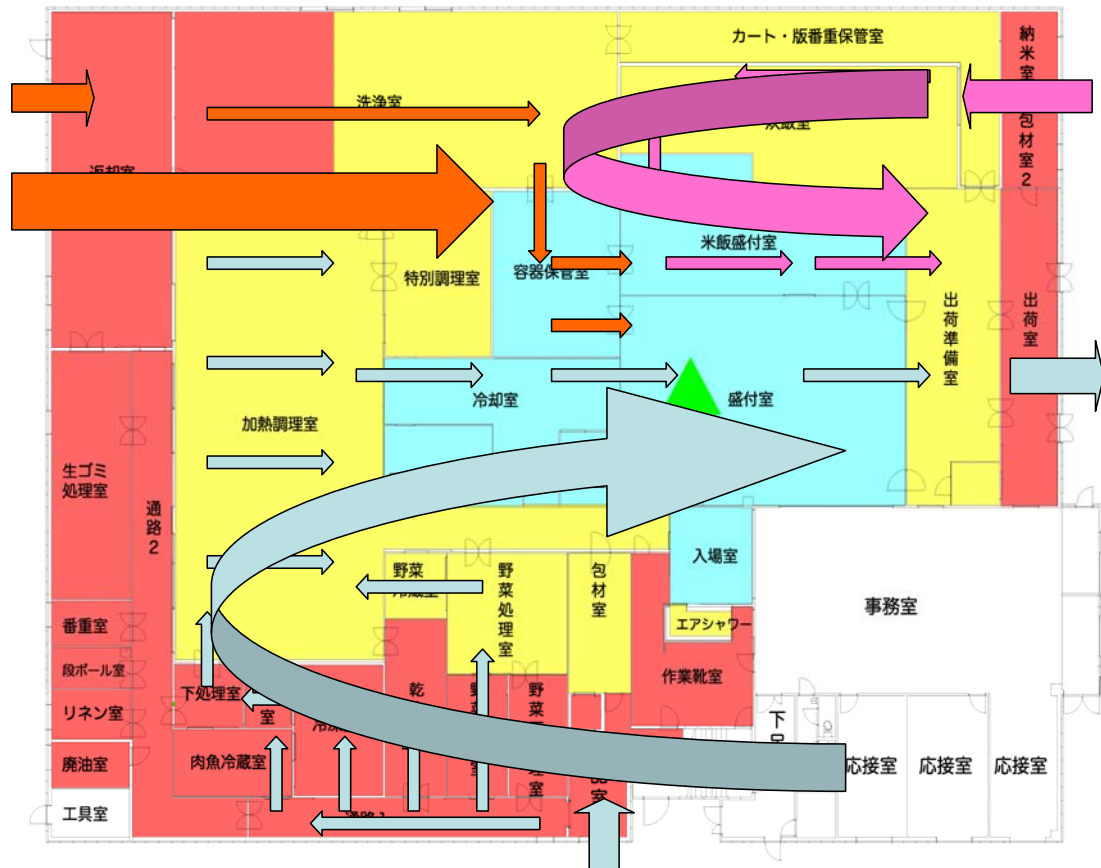 カート・版番重保管室
納米室
包材室2
洗浄室
炊飯室
返却室
米飯盛付室
特別調理室
容器保管室
出荷準備室
出荷室
冷却室
盛付室
加熱調理室
生ゴミ
処理室
通路2
入場室
野菜
冷蔵室
野菜処理室
包材室
事務室
エアシャワー
番重室
段ボール室
作業靴室
下処理室
リネン室
肉魚冷蔵室
廃油室
工具室
応接室
応接室
応接室
通路1